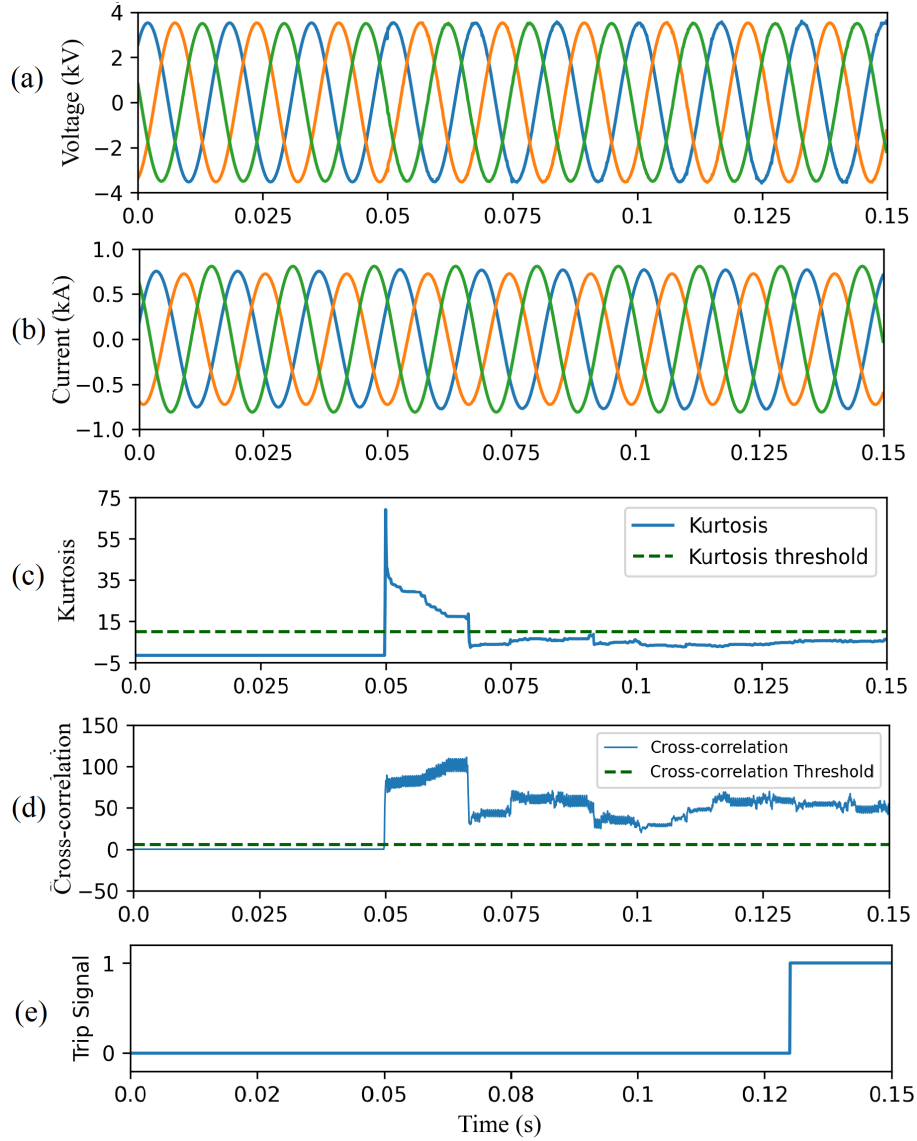 4
2
0
−2
−4
(a)
Voltage (kV)
0.0 0.025 0.05 0.075 0.1 0.125 0.15
1.0
0.5
0.0
−0.5
−1.0
(b)
Current (kA)
0.0 0.025 0.05 0.075 0.1 0.125 0.15
75
55
35
15
−5
(c)
Kurtosis
Kurtosis
Kurtosis threshold
0.0 0.025 0.05 0.075 0.1 0.125 0.15
150
100
50
0
−50
(d)
Cross-correlation
Cross-correlation
Cross-correlation Threshold
0.0 0.025 0.05 0.075 0.1 0.125 0.15
1
0
(e)
Trip Signal
0.0 0.02 0.05 0.08 0.10 0.12 0.15
Time (s)